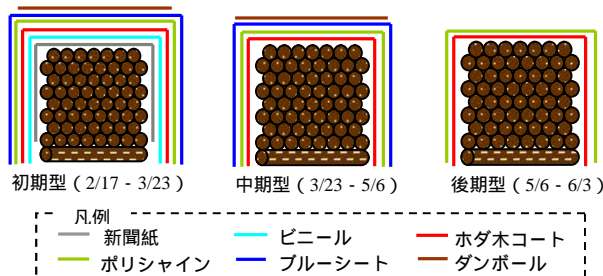 初期型（2/17 - 3/23）
中期型（3/23 - 5/6）
後期型（5/6 - 6/3）
凡例
新聞紙
ビニール
ホダ木コート
ポリシャイン
ブルーシート
ダンボール